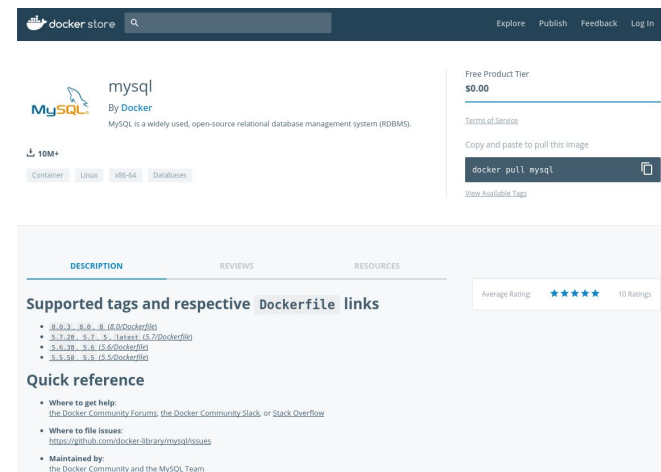 docker store
Explore Publish Feedback Log In
MySQL
mysql
By Docker
MySQL is a widely used, open-source relational database management system (RDBMS).
10M+
Container Linux x86-64 Databases
Free Product Tier
$0.00
Terms of Service
Copy and paste to pull this image
docker pull mysql
View Available Tags
DESCRIPTION REVIEWS RESOURCES
Average Rating: 10 Ratings
Supported tags and respective Dockerfile links
8.0.3, 8.0, 8 (8.0/Dockerfile)
5.7.20, 5.7, 5, latest (5.7/Dockerfile)
5.6.38, 5.6 (5.6/Dockerfile)
5.5.58, 5.5 (5.5/Dockerfile)
Quick reference
Where to get help:
the Docker Community Forums, the Docker Community Slack, or Stack Overflow
Where to file issues:
https://github.com/docker-library/mysql/issues
Maintained by:
the Docker Community and the MySQL Team